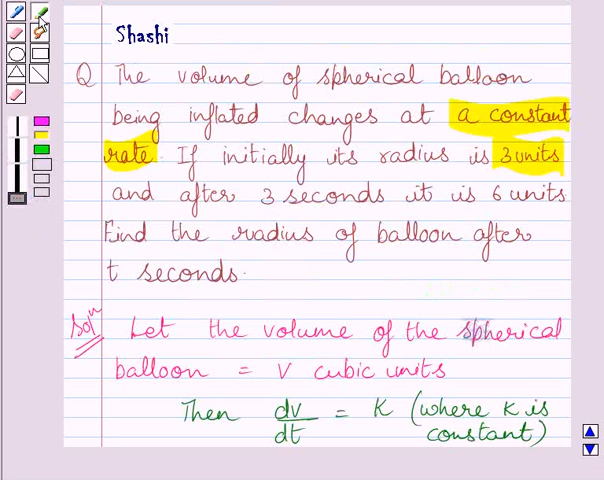 Shashi
Q The volume of spherical balloon
being inflated changes at a constant
rate. If initially its radius is 3 units
and after 3 seconds it is 6 units
Find the radius of balloon after
t seconds.
Solⁿ Let the volume of the spherical
balloon = V cubic units
Then dv/dt = K (where K is
constant)